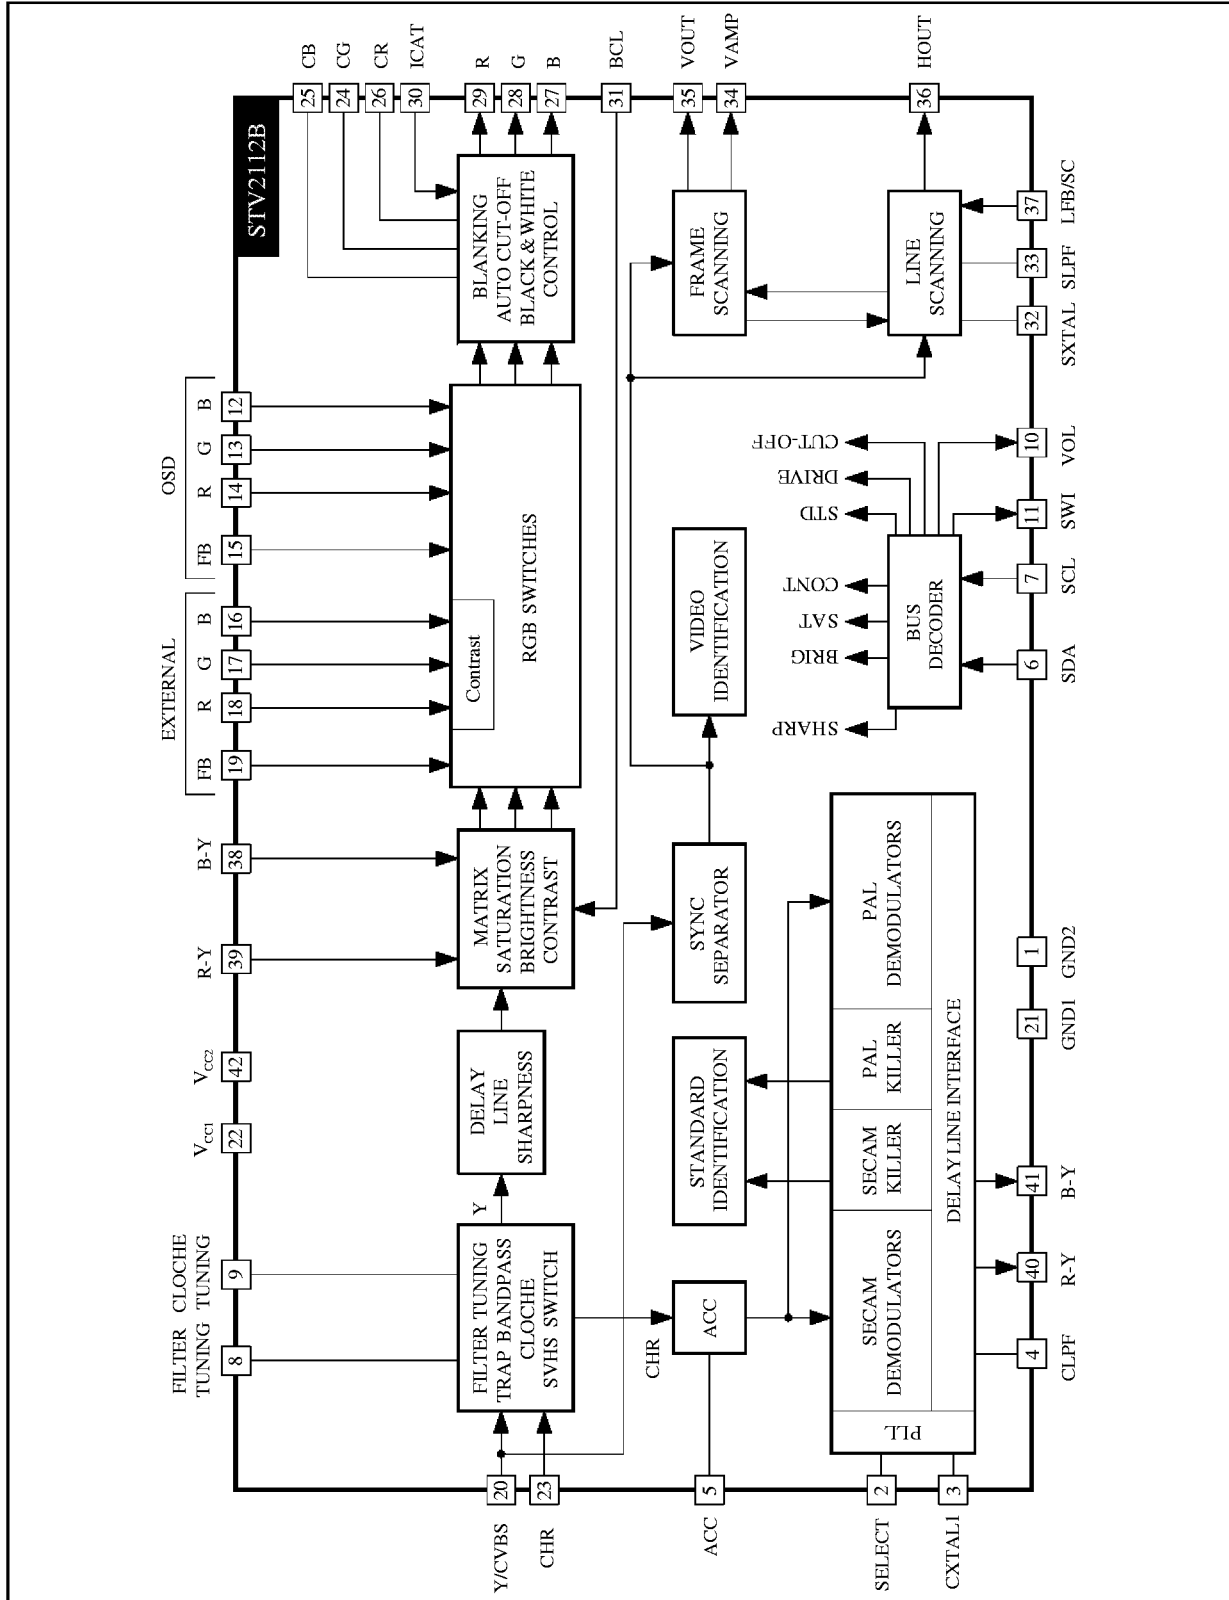 STV2112B
FILTER
TUNING
CLOCHE
TUNING
VCC1
VCC2
R-Y
B-Y
EXTERNAL
FB
R
G
B
OSD
FB
R
G
B
8
9
22
42
39
38
19
18
17
16
15
14
13
12
CB
25
CG
24
CR
26
ICAT
30
R
29
G
28
B
27
BCL
31
VOUT
35
VAMP
34
HOUT
36
Y/CVBS
20
CHR
23
ACC
5
SELECT
2
CXTAL1
3
FILTER TUNING
TRAP BANDPASS
CLOCHE
SVHS SWITCH
Y
DELAY
LINE
SHARPNESS
MATRIX
SATURATION
BRIGHTNESS
CONTRAST
Contrast
RGB SWITCHES
BLANKING
AUTO CUT-OFF
BLACK & WHITE
CONTROL
CHR
ACC
STANDARD
IDENTIFICATION
SYNC
SEPARATOR
VIDEO
IDENTIFICATION
FRAME
SCANNING
LINE
SCANNING
PLL
SECAM
DEMODULATORS
SECAM
KILLER
PAL
KILLER
PAL
DEMODULATORS
DELAY LINE INTERFACE
SHARP
BRIG
SAT
CONT
STD
DRIVE
CUT-OFF
BUS
DECODER
4
40
41
21
1
6
7
11
10
32
33
37
CLPF
R-Y
B-Y
GND1
GND2
SDA
SCL
SWI
VOL
SXTAL
SLPF
LFB/SC